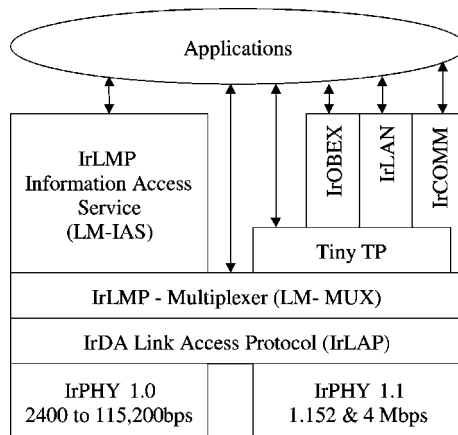 Applications
IrLMP
Information Access
Service
(LM-IAS)
IrOBEX
IrLAN
IrCOMM
Tiny TP
IrLMP - Multiplexer (LM- MUX)
IrDA Link Access Protocol (IrLAP)
IrPHY 1.0
2400 to 115,200bps
IrPHY 1.1
1.152 & 4 Mbps